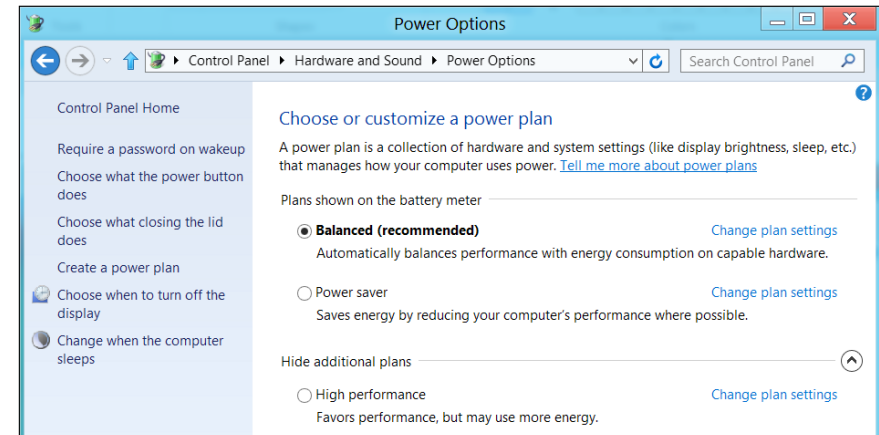 Power Options
Control Panel Hardware and Sound Power Options
Search Control Panel
Control Panel Home
Require a password on wakeup
Choose what the power button
does
Choose what closing the lid
does
Create a power plan
Choose when to turn off the
display
Change when the computer
sleeps
Choose or customize a power plan
A power plan is a collection of hardware and system settings (like display brightness, sleep, etc.)
that manages how your computer uses power. Tell me more about power plans
Plans shown on the battery meter
Balanced (recommended) Change plan settings
Automatically balances performance with energy consumption on capable hardware.
Power saver Change plan settings
Saves energy by reducing your computer's performance where possible.
Hide additional plans
High performance Change plan settings
Favors performance, but may use more energy.